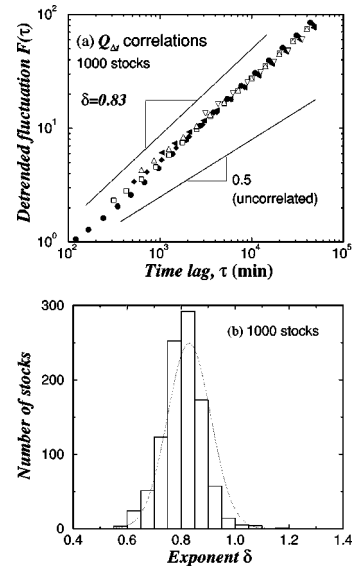 (a) Q_Δt correlations
1000 stocks
δ=0.83
0.5
(uncorrelated)
Detrended fluctuation F(τ)
10²
10¹
10⁰
10² 10³ 10⁴ 10⁵
Time lag, τ (min)
(b) 1000 stocks
Number of stocks
300
200
100
0
0.4 0.6 0.8 1.0 1.2 1.4
Exponent δ